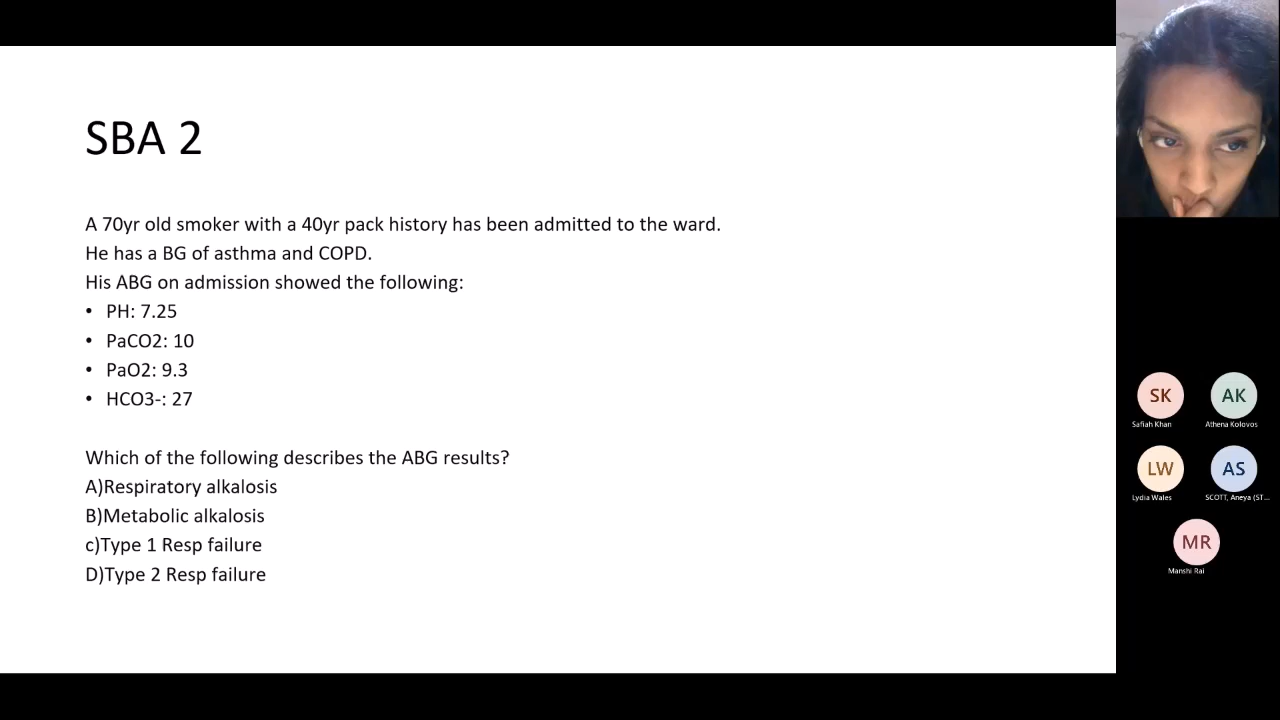 SBA 2
A 70yr old smoker with a 40yr pack history has been admitted to the ward.
He has a BG of asthma and COPD.
His ABG on admission showed the following:
• PH: 7.25
• PaCO2: 10
• PaO2: 9.3
• HCO3-: 27
Which of the following describes the ABG results?
A)Respiratory alkalosis
B)Metabolic alkalosis
c)Type 1 Resp failure
D)Type 2 Resp failure
SK
AK
Safiah Khan
Athena Kolovos
LW
AS
Lydia Wales
SCOTT, Aneya (ST...
MR
Manshi Rai